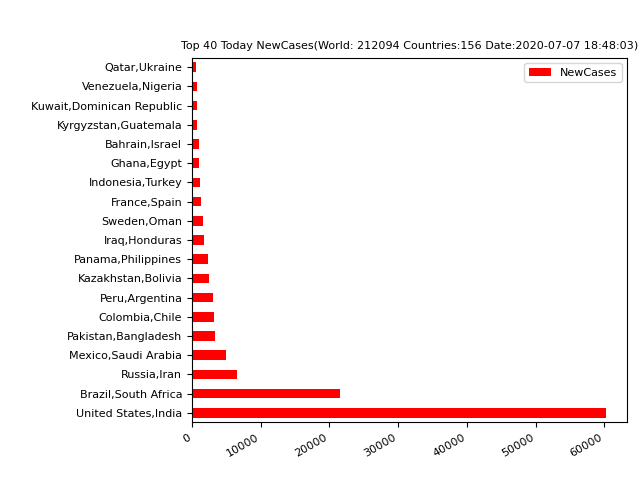 Top 40 Today NewCases(World: 212094 Countries:156 Date:2020-07-07 18:48:03)
NewCases
Qatar,Ukraine
Venezuela,Nigeria
Kuwait,Dominican Republic
Kyrgyzstan,Guatemala
Bahrain,Israel
Ghana,Egypt
Indonesia,Turkey
France,Spain
Sweden,Oman
Iraq,Honduras
Panama,Philippines
Kazakhstan,Bolivia
Peru,Argentina
Colombia,Chile
Pakistan,Bangladesh
Mexico,Saudi Arabia
Russia,Iran
Brazil,South Africa
United States,India
0 10000 20000 30000 40000 50000 60000